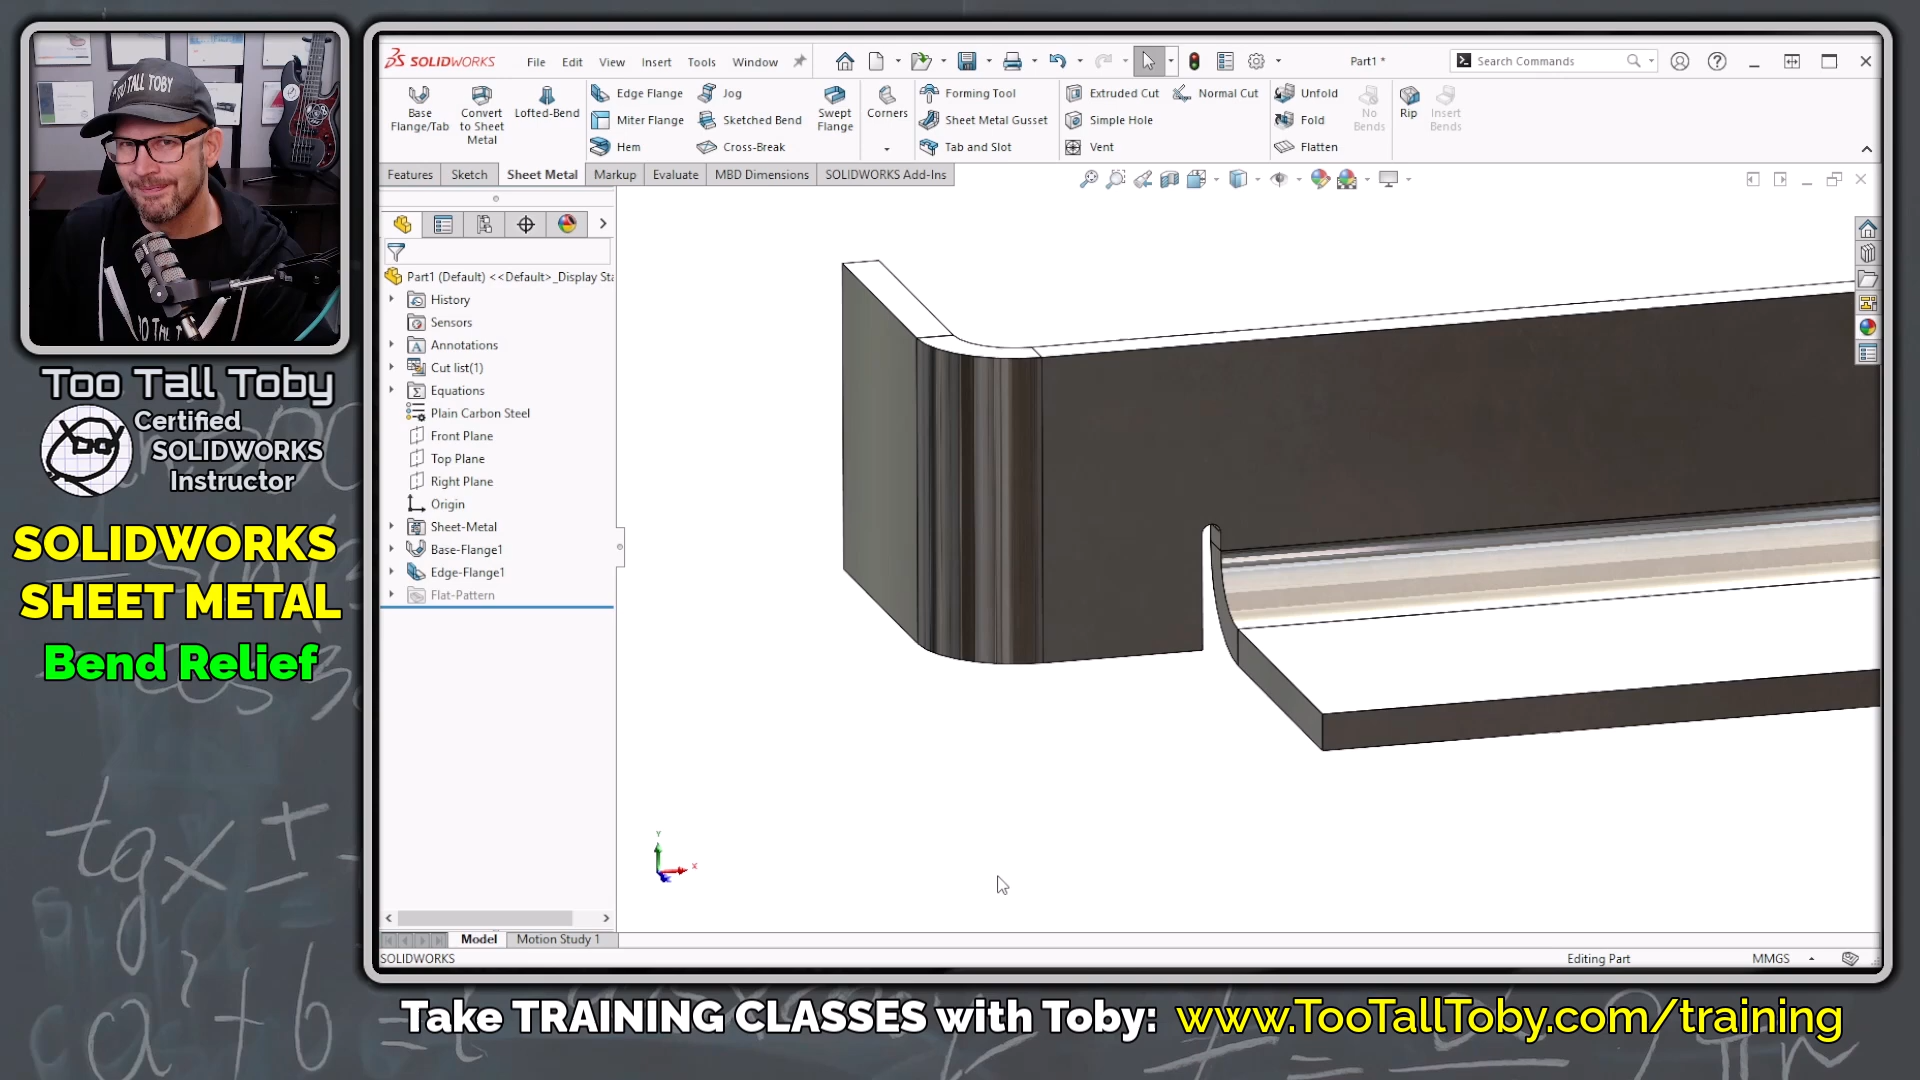 TOO TALL TOBY
TOO TALL T
Too Tall Toby
Certified
SOLIDWORKS
Instructor
SOLIDWORKS
SHEET METAL
Bend Relief
SOLIDWORKS
File
Edit
View
Insert
Tools
Window
Part1 *
Search Commands
Base
Flange/Tab
Convert
to Sheet
Metal
Lofted-Bend
Edge Flange
Miter Flange
Hem
Jog
Sketched Bend
Cross-Break
Swept
Flange
Corners
Forming Tool
Sheet Metal Gusset
Tab and Slot
Extruded Cut
Simple Hole
Vent
Normal Cut
Unfold
Fold
Flatten
No
Bends
Rip
Insert
Bends
Features
Sketch
Sheet Metal
Markup
Evaluate
MBD Dimensions
SOLIDWORKS Add-Ins
Part1 (Default) <<Default>_Display Sta
History
Sensors
Annotations
Cut list(1)
Equations
Plain Carbon Steel
Front Plane
Top Plane
Right Plane
Origin
Sheet-Metal
Base-Flange1
Edge-Flange1
Flat-Pattern
Y
X
Model
Motion Study 1
SOLIDWORKS
Editing Part
MMGS
Take TRAINING CLASSES with Toby: www.TooTallToby.com/training